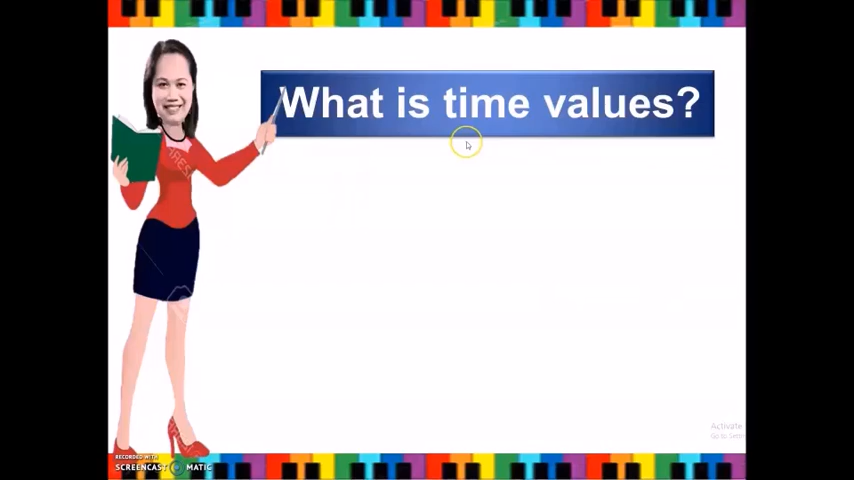 What is time values?
Activate
RECORDED WITH
SCREENCAST MATIC